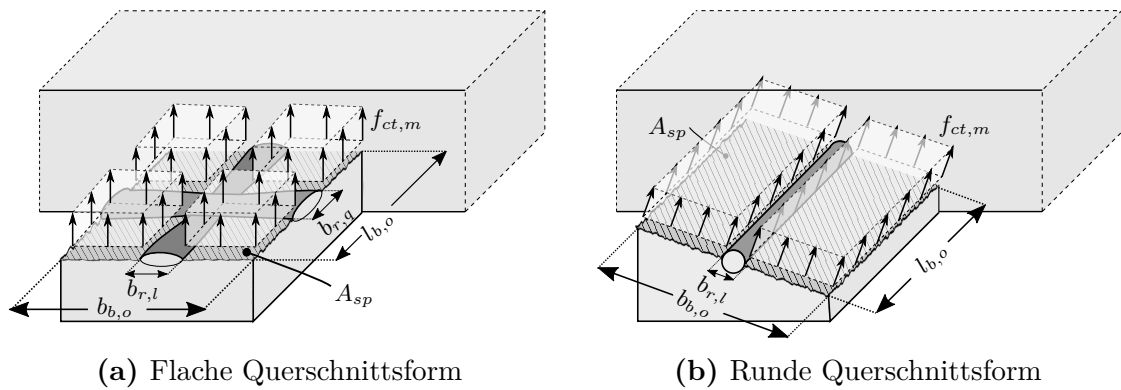 f_{ct,m}
b_{r,q}
l_{b,o}
b_{r,l}
b_{b,o}
A_{sp}
(a) Flache Querschnittsform
A_{sp}
f_{ct,m}
b_{r,l}
b_{b,o}
l_{b,o}
(b) Runde Querschnittsform